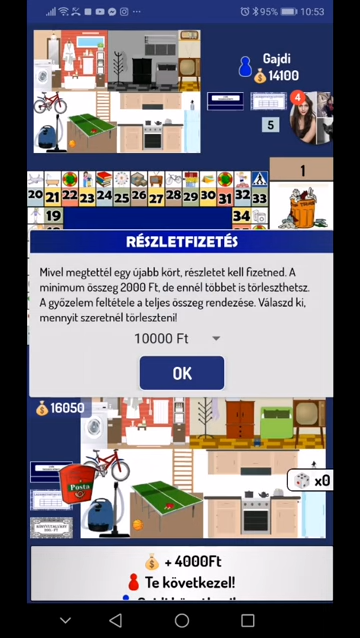 95% 10:53
Gajdi
14100
4
5
1
20 21 22 23 24 25 26 27 28 29 30 31 32 33
19
34
RÉSZLETFIZETÉS
Mivel megtettél egy újabb kört, részletet kell fizetned. A
minimum összeg 2000 Ft, de ennél többet is törleszthetsz.
A győzelem feltétele a teljes összeg rendezése. Válaszd ki,
mennyit szeretnél törleszteni!
10000 Ft
OK
16050
Posta
x0
+ 4000Ft
Te következel!